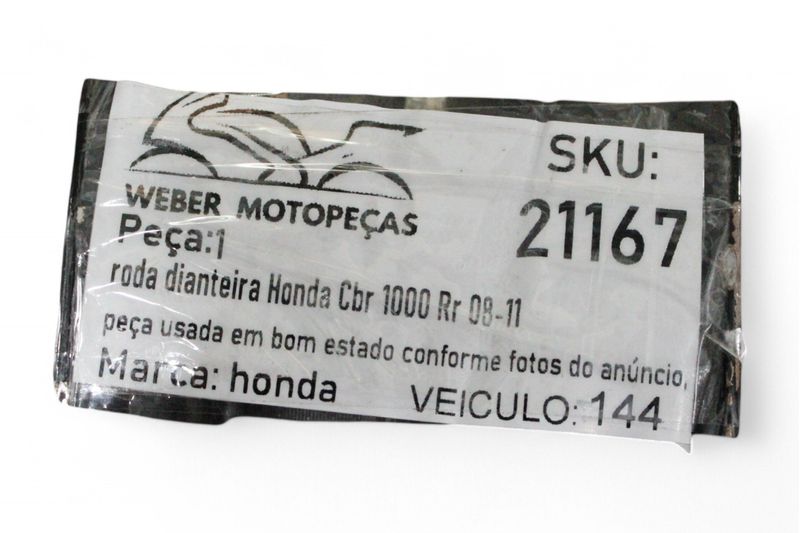 WEBER MOTOPEÇAS
SKU:
21167
Peça:1
roda dianteira Honda Cbr 1000 Rr 08-11
peça usada em bom estado conforme fotos do anúncio,
Marca: honda
VEICULO: 144